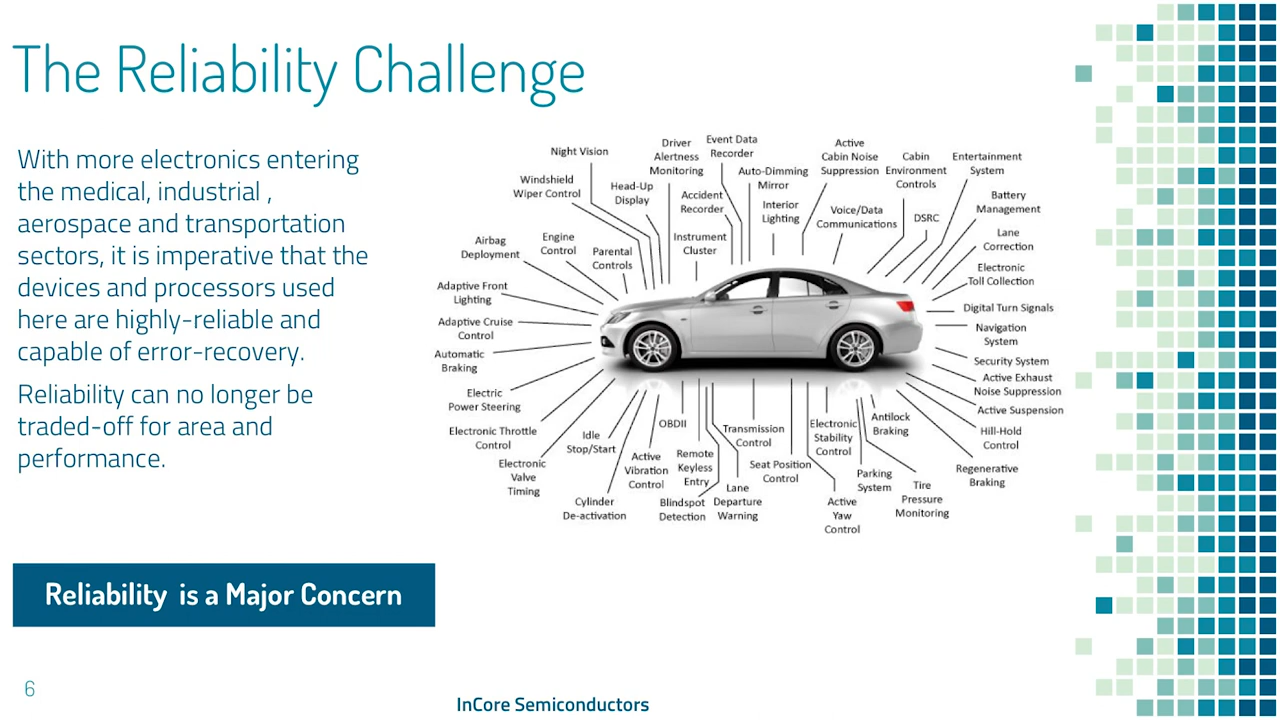 The Reliability Challenge
With more electronics entering
the medical, industrial ,
aerospace and transportation
sectors, it is imperative that the
devices and processors used
here are highly-reliable and
capable of error-recovery.
Reliability can no longer be
traded-off for area and
performance.
Reliability is a Major Concern
Night Vision
Driver
Alertness
Monitoring
Event Data
Recorder
Active
Cabin Noise
Suppression
Cabin
Environment
Controls
Entertainment
System
Windshield
Wiper Control
Head-Up
Display
Accident
Recorder
Auto-Dimming
Mirror
Interior
Lighting
Voice/Data
Communications
DSRC
Battery
Management
Lane
Correction
Airbag
Deployment
Engine
Control
Parental
Controls
Instrument
Cluster
Electronic
Toll Collection
Adaptive Front
Lighting
Digital Turn Signals
Adaptive Cruise
Control
Navigation
System
Automatic
Braking
Security System
Electric
Power Steering
Active Exhaust
Noise Suppression
Active Suspension
Electronic Throttle
Control
Idle
Stop/Start
OBDII
Transmission
Control
Electronic
Stability
Control
Antilock
Braking
Hill-Hold
Control
Electronic
Valve
Timing
Active
Vibration
Control
Remote
Keyless
Entry
Seat Position
Control
Parking
System
Regenerative
Braking
Cylinder
De-activation
Blindspot
Detection
Lane
Departure
Warning
Active
Yaw
Control
Tire
Pressure
Monitoring
6
InCore Semiconductors